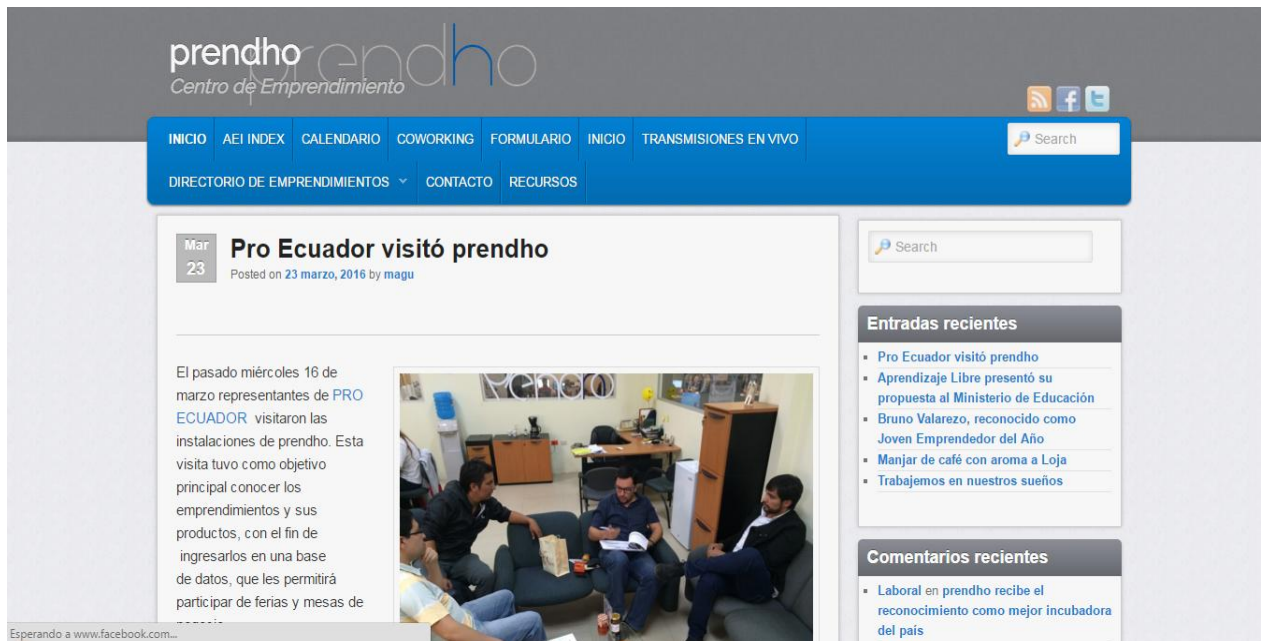 prendho
prendho
Centro de Emprendimiento
INICIO AEI INDEX CALENDARIO COWORKING FORMULARIO INICIO TRANSMISIONES EN VIVO
Search
DIRECTORIO DE EMPRENDIMIENTOS CONTACTO RECURSOS
Mar
23
Pro Ecuador visitó prendho
Posted on 23 marzo, 2016 by magu
El pasado miércoles 16 de
marzo representantes de PRO
ECUADOR visitaron las
instalaciones de prendho. Esta
visita tuvo como objetivo
principal conocer los
emprendimientos y sus
productos, con el fin de
ingresarlos en una base
de datos, que les permitirá
participar de ferias y mesas de
Search
Entradas recientes
Pro Ecuador visitó prendho
Aprendizaje Libre presentó su
propuesta al Ministerio de Educación
Bruno Valarezo, reconocido como
Joven Emprendedor del Año
Manjar de café con aroma a Loja
Trabajemos en nuestros sueños
Comentarios recientes
Laboral en prendho recibe el
reconocimiento como mejor incubadora
del país
Esperando a www.facebook.com...